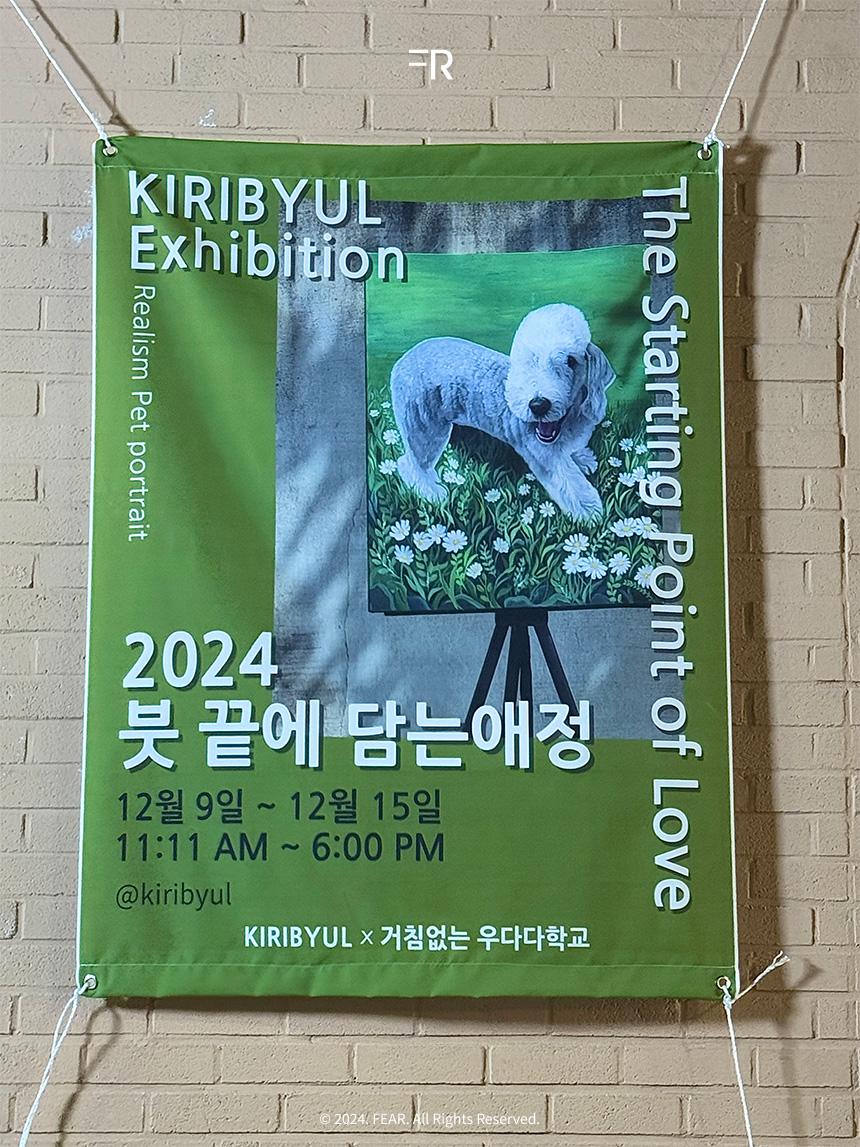 FR
KIRIBYUL
Exhibition
Realism Pet portrait
The Starting Point of Love
2024
붓 끝에 담는애정
12월 9일 ~ 12월 15일
11:11 AM ~ 6:00 PM
@kiribyul
KIRIBYUL x 거침없는 우다다학교
© 2024. FEAR. All Rights Reserved.